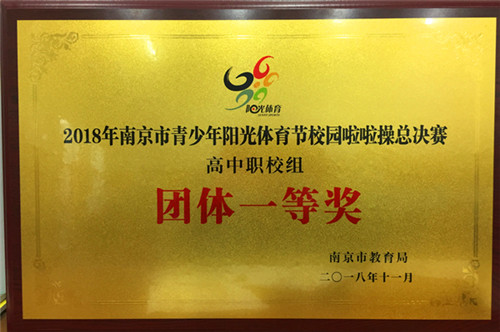 阳光体育
2018年南京市青少年阳光体育节校园啦啦操总决赛
高中职校组
团体一等奖
南京市教育局
二〇一八年十一月